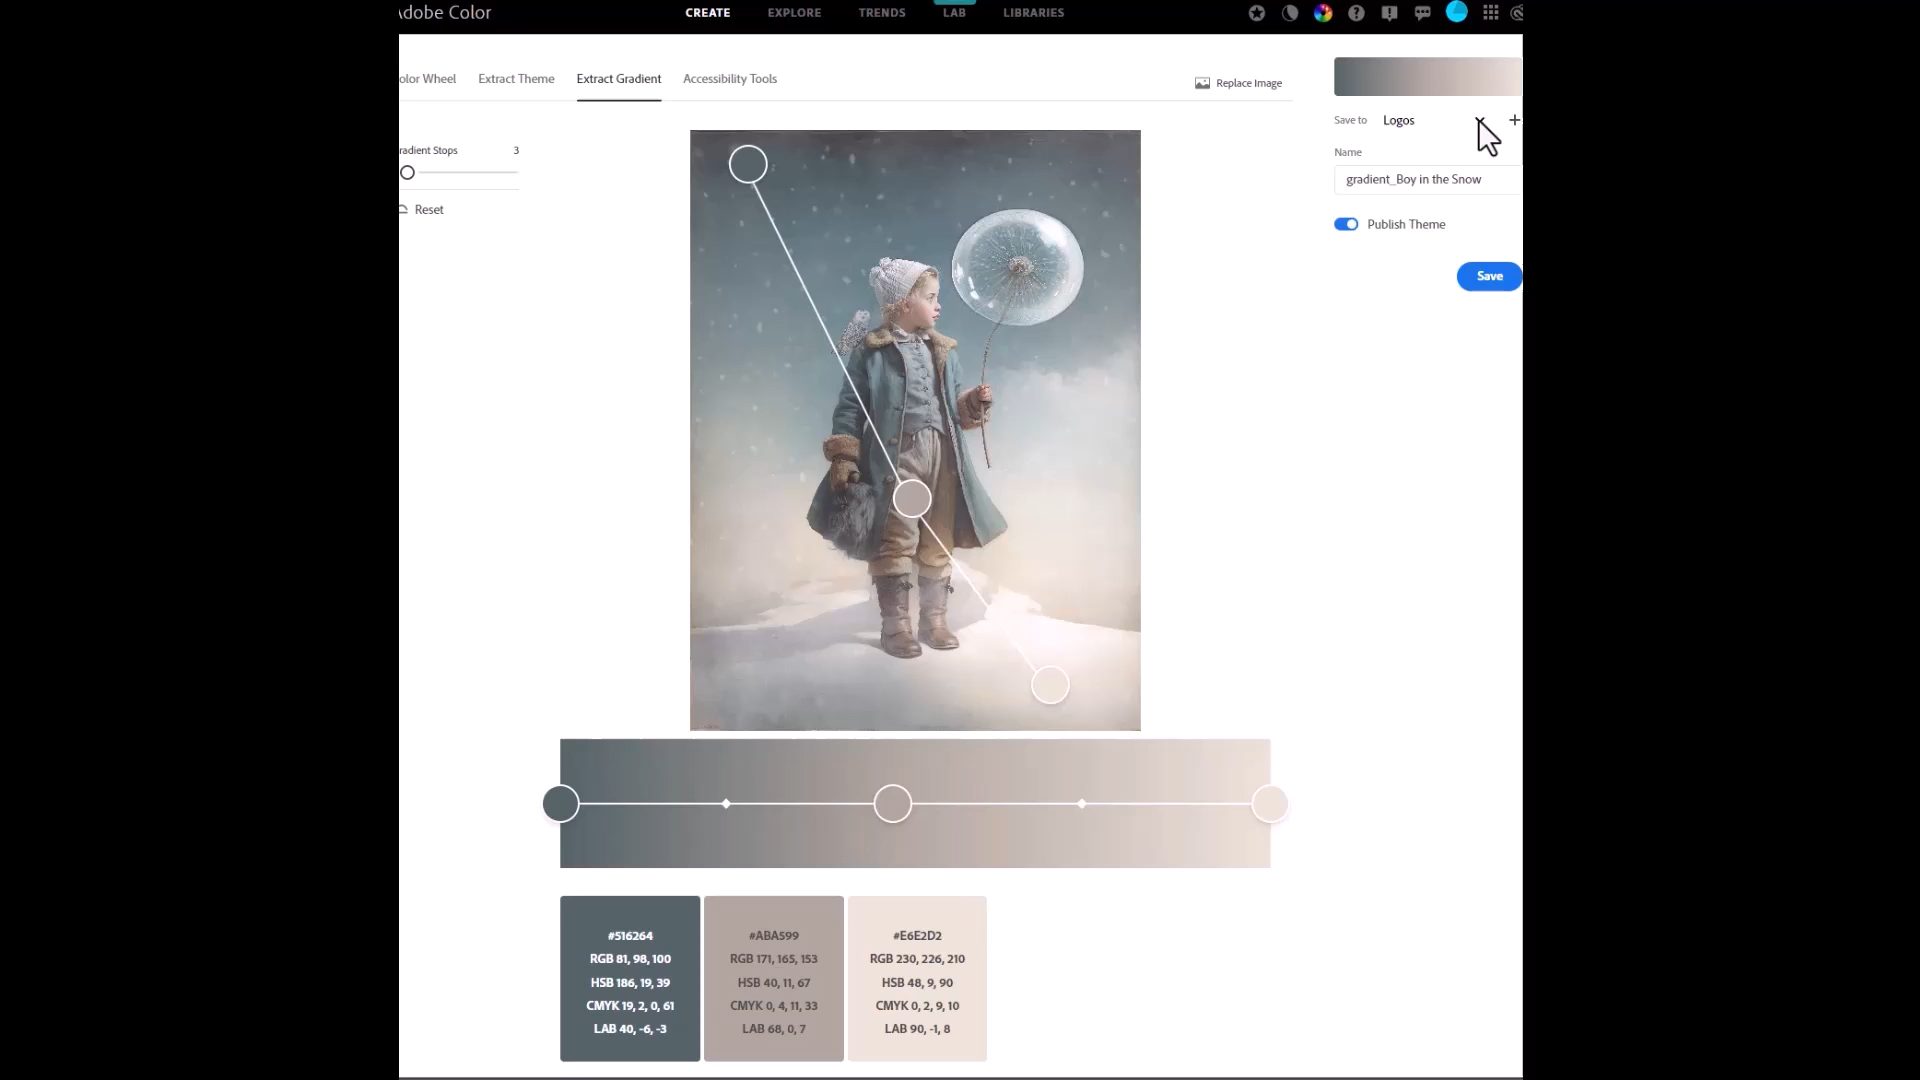 Adobe Color
CREATE
EXPLORE
TRENDS
LAB
LIBRARIES
olor Wheel
Extract Theme
Extract Gradient
Accessibility Tools
Replace Image
radient Stops
3
Reset
Save to
Logos
Name
gradient_Boy in the Snow
Publish Theme
Save
#516264
RGB 81, 98, 100
HSB 186, 19, 39
CMYK 19, 2, 0, 61
LAB 40, -6, -3
#ABA599
RGB 171, 165, 153
HSB 40, 11, 67
CMYK 0, 4, 11, 33
LAB 68, 0, 7
#E6E2D2
RGB 230, 226, 210
HSB 48, 9, 90
CMYK 0, 2, 9, 10
LAB 90, -1, 8